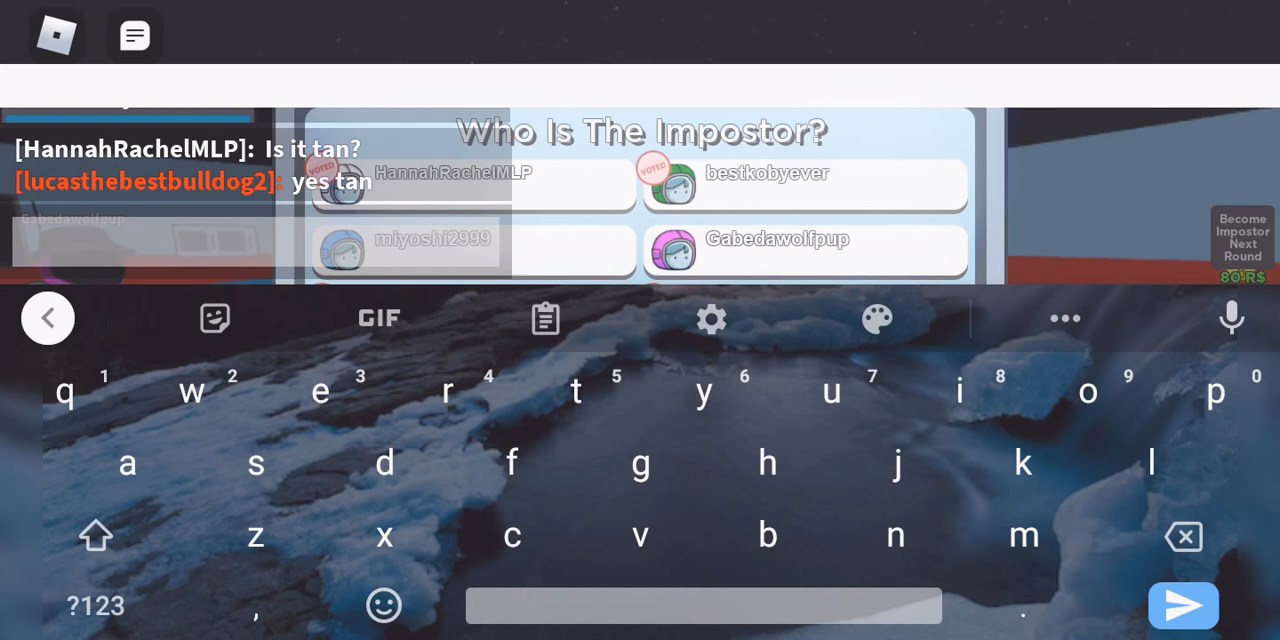 Who Is The Impostor?
[HannahRachelMLP]: Is it tan?
[lucasthebestbulldog2]: yes tan
VOTED
HannahRachelMLP
VOTED
bestkobyever
Gabedawolfpup
miyoshi2999
Gabedawolfpup
Become
Impostor
Next
Round
80 R$
GIF
q 1 w 2 e 3 r 4 t 5 y 6 u 7 i 8 o 9 p 0
a s d f g h j k l
z x c v b n m
?123 , .